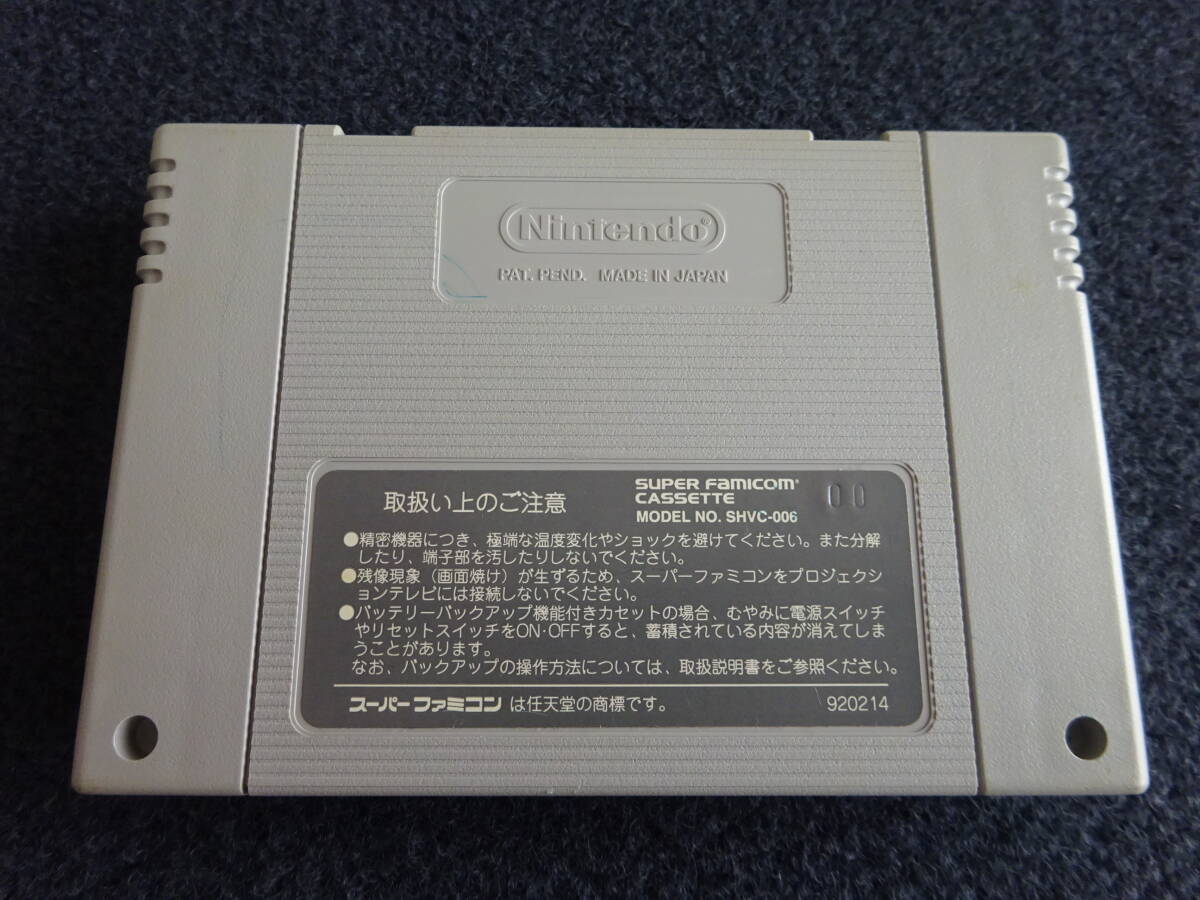 Nintendo®
PAT. PEND. MADE IN JAPAN
取扱い上のご注意
SUPER FAMICOM®
CASSETTE
MODEL NO. SHVC-006
00
●精密機器につき、極端な温度変化やショックを避けてください。また分解
したり、端子部を汚したりしないでください。
●残像現象(画面焼け)が生ずるため、スーパーファミコンをプロジェクシ
ョンテレビには接続しないでください。
●バッテリーバックアップ機能付きカセットの場合、むやみに電源スイッチ
やリセットスイッチをON·OFFすると、蓄積されている内容が消えてしま
うことがあります。
なお、バックアップの操作方法については、取扱説明書をご参照ください。
スーパーファミコン は任天堂の商標です。
920214